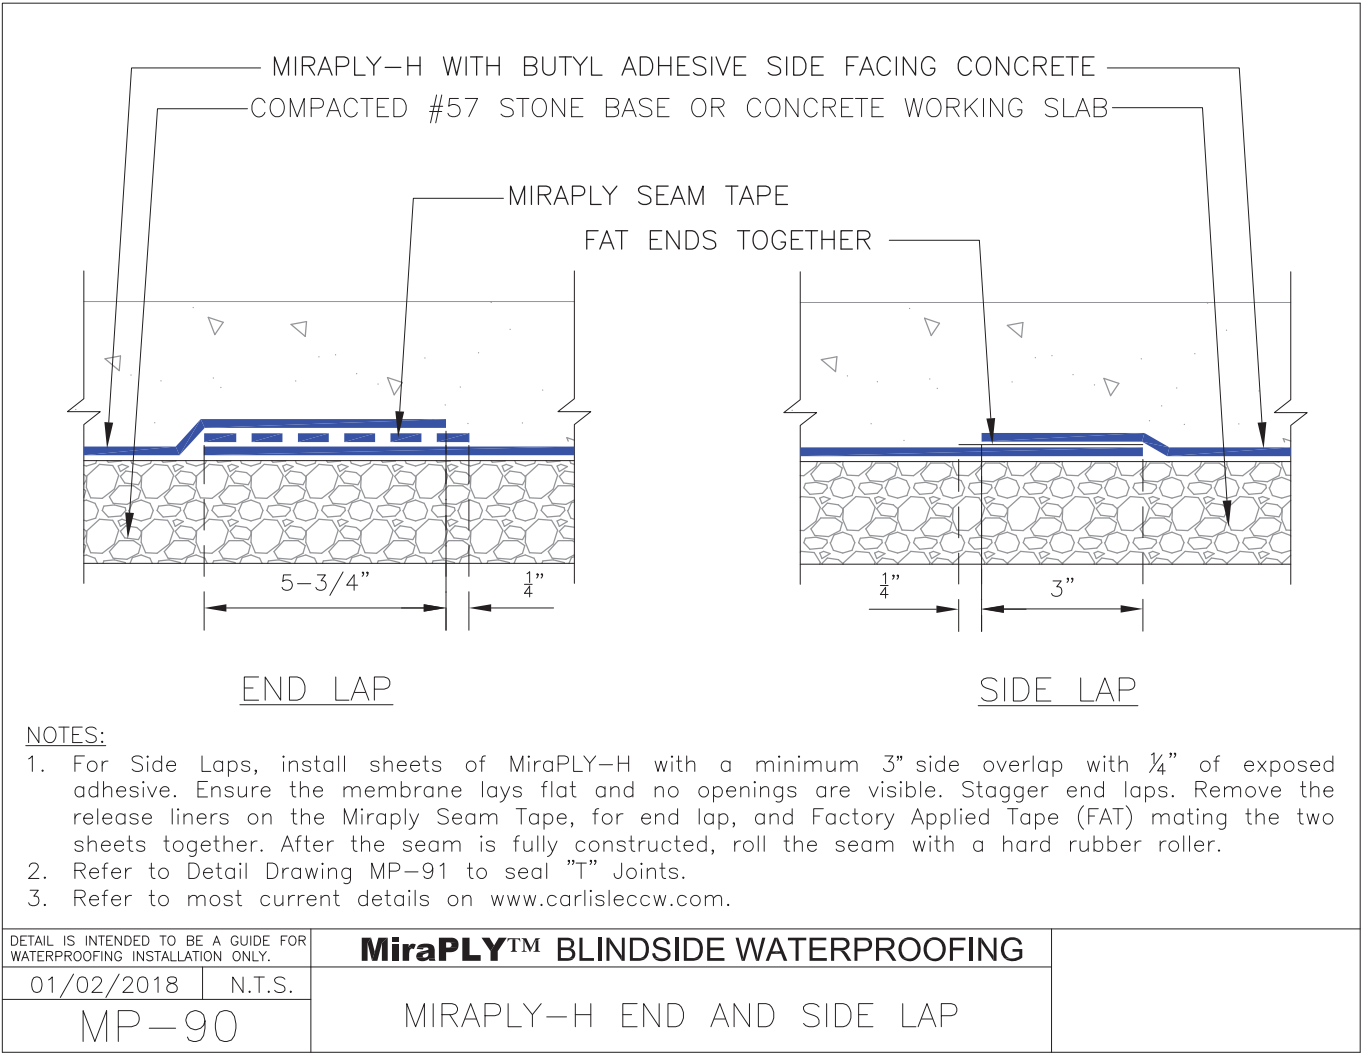 MIRAPLY-H WITH BUTYL ADHESIVE SIDE FACING CONCRETE
COMPACTED #57 STONE BASE OR CONCRETE WORKING SLAB
MIRAPLY SEAM TAPE
FAT ENDS TOGETHER
5-3/4"
1/4"
1/4"
3"
END LAP
SIDE LAP
NOTES:
1. For Side Laps, install sheets of MiraPLY-H with a minimum 3" side overlap with ¼" of exposed
adhesive. Ensure the membrane lays flat and no openings are visible. Stagger end laps. Remove the
release liners on the Miraply Seam Tape, for end lap, and Factory Applied Tape (FAT) mating the two
sheets together. After the seam is fully constructed, roll the seam with a hard rubber roller.
2. Refer to Detail Drawing MP-91 to seal "T" Joints.
3. Refer to most current details on www.carlisleccw.com.
DETAIL IS INTENDED TO BE A GUIDE FOR
WATERPROOFING INSTALLATION ONLY.
01/02/2018 N.T.S.
MP-90
MiraPLY™ BLINDSIDE WATERPROOFING
MIRAPLY-H END AND SIDE LAP